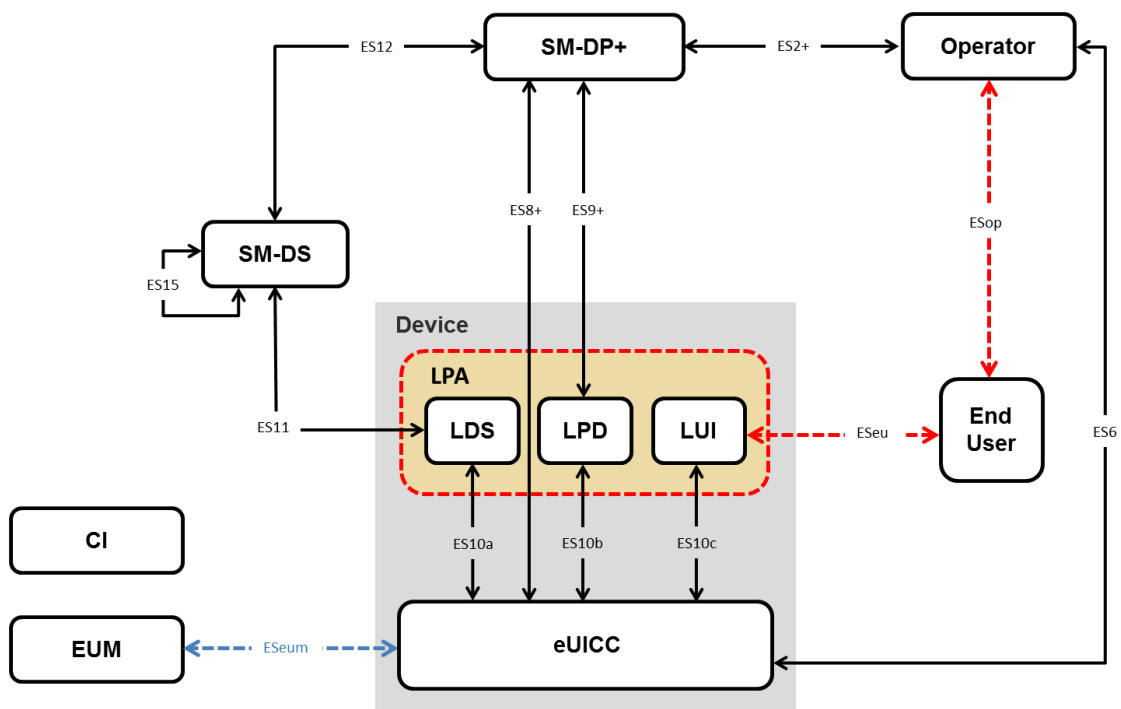 ES12
SM-DP+
ES2+
Operator
ES8+
ES9+
ESop
SM-DS
ES15
Device
LPA
LDS
LPD
LUI
ES11
ESeu
End
User
ES6
CI
ES10a
ES10b
ES10c
EUM
ESeum
eUICC